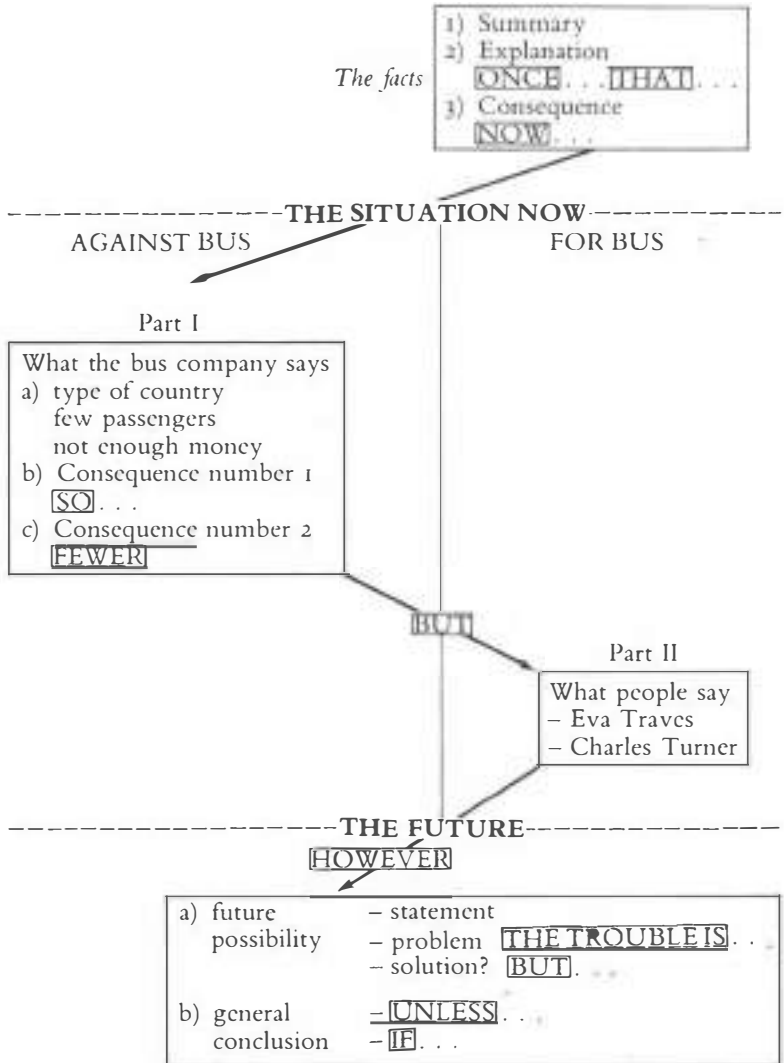 1) Summary
2) Explanation
The facts
ONCE . . . THAT . . .
3) Consequence
NOW . . .
THE SITUATION NOW
AGAINST BUS
FOR BUS
Part I
What the bus company says
a) type of country
few passengers
not enough money
b) Consequence number 1
SO . . .
c) Consequence number 2
FEWER
BUT
Part II
What people say
– Eva Traves
– Charles Turner
THE FUTURE
HOWEVER
a) future – statement
possibility – problem THE TROUBLE IS . .
– solution? BUT . . .
b) general – UNLESS . . .
conclusion – IF . . .